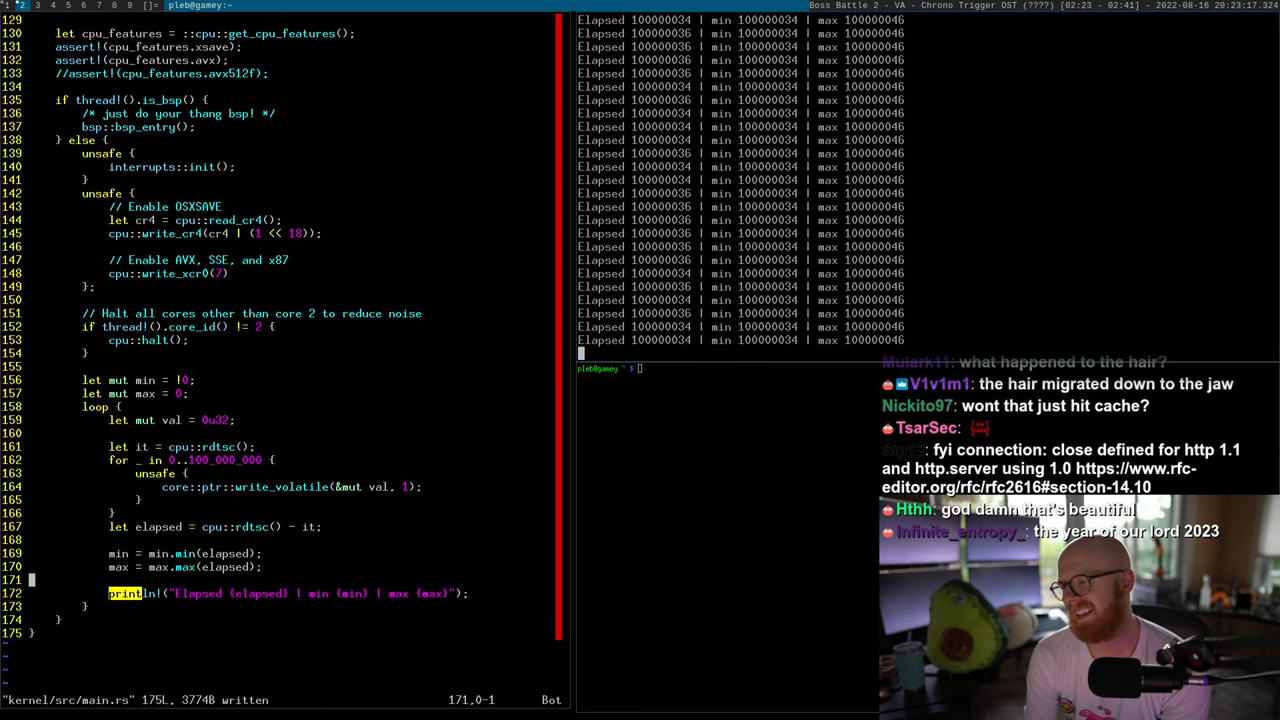 1 2 3 4 5 6 7 8 9 []= pleb@gamey:~
Boss Battle 2 - VA - Chrono Trigger OST (????) [02:23 - 02:41] - 2022-08-16 20:23:17.324
129
130 let cpu_features = ::cpu::get_cpu_features();
131 assert!(cpu_features.xsave);
132 assert!(cpu_features.avx);
133 //assert!(cpu_features.avx512f);
134
135 if thread!().is_bsp() {
136 /* just do your thang bsp! */
137 bsp::bsp_entry();
138 } else {
139 unsafe {
140 interrupts::init();
141 }
142 unsafe {
143 // Enable OSXSAVE
144 let cr4 = cpu::read_cr4();
145 cpu::write_cr4(cr4 | (1 << 18));
146
147 // Enable AVX, SSE, and x87
148 cpu::write_xcr0(7)
149 };
150
151 // Halt all cores other than core 2 to reduce noise
152 if thread!().core_id() != 2 {
153 cpu::halt();
154 }
155
156 let mut min = !0;
157 let mut max = 0;
158 loop {
159 let mut val = 0u32;
160
161 let it = cpu::rdtsc();
162 for _ in 0..100_000_000 {
163 unsafe {
164 core::ptr::write_volatile(&mut val, 1);
165 }
166 }
167 let elapsed = cpu::rdtsc() - it;
168
169 min = min.min(elapsed);
170 max = max.max(elapsed);
171
172 println!("Elapsed {elapsed} | min {min} | max {max}");
173 }
174 }
175 }
~
~
~
~
"kernel/src/main.rs" 175L, 3774B written 171,0-1 Bot
Elapsed 100000034 | min 100000034 | max 100000046
Elapsed 100000036 | min 100000034 | max 100000046
Elapsed 100000034 | min 100000034 | max 100000046
Elapsed 100000036 | min 100000034 | max 100000046
Elapsed 100000036 | min 100000034 | max 100000046
Elapsed 100000034 | min 100000034 | max 100000046
Elapsed 100000036 | min 100000034 | max 100000046
Elapsed 100000036 | min 100000034 | max 100000046
Elapsed 100000034 | min 100000034 | max 100000046
Elapsed 100000034 | min 100000034 | max 100000046
Elapsed 100000036 | min 100000034 | max 100000046
Elapsed 100000034 | min 100000034 | max 100000046
Elapsed 100000036 | min 100000034 | max 100000046
Elapsed 100000034 | min 100000034 | max 100000046
Elapsed 100000036 | min 100000034 | max 100000046
Elapsed 100000036 | min 100000034 | max 100000046
Elapsed 100000036 | min 100000034 | max 100000046
Elapsed 100000036 | min 100000034 | max 100000046
Elapsed 100000034 | min 100000034 | max 100000046
Elapsed 100000036 | min 100000034 | max 100000046
Elapsed 100000034 | min 100000034 | max 100000046
Elapsed 100000034 | min 100000034 | max 100000046
Elapsed 100000036 | min 100000034 | max 100000046
Elapsed 100000034 | min 100000034 | max 100000046
Elapsed 100000034 | min 100000034 | max 100000046
pleb@gamey ~ $
Mulark11: what happened to the hair?
V1v1m1: the hair migrated down to the jaw
Nickito97: wont that just hit cache?
TsarSec:
Sip12: fyi connection: close defined for http 1.1
and http.server using 1.0 https://www.rfc-
editor.org/rfc/rfc2616#section-14.10
Hthh: god damn that's beautiful
Infinite_entropy_: the year of our lord 2023